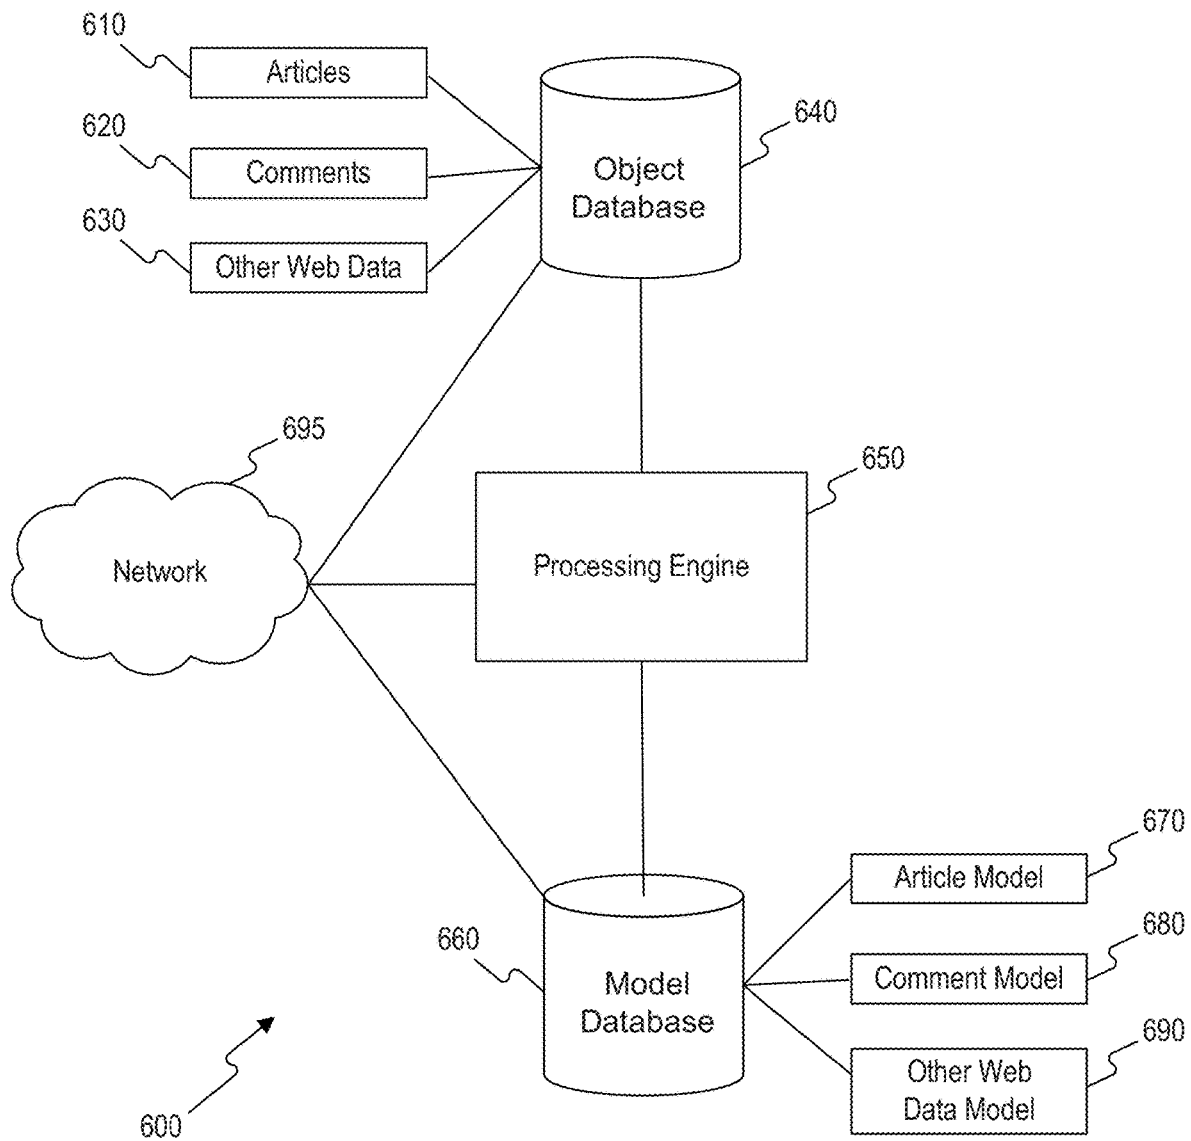 610
Articles
620
Comments
630
Other Web Data
640
Object
Database
695
Network
650
Processing Engine
660
Model
Database
670
Article Model
680
Comment Model
690
Other Web
Data Model
600